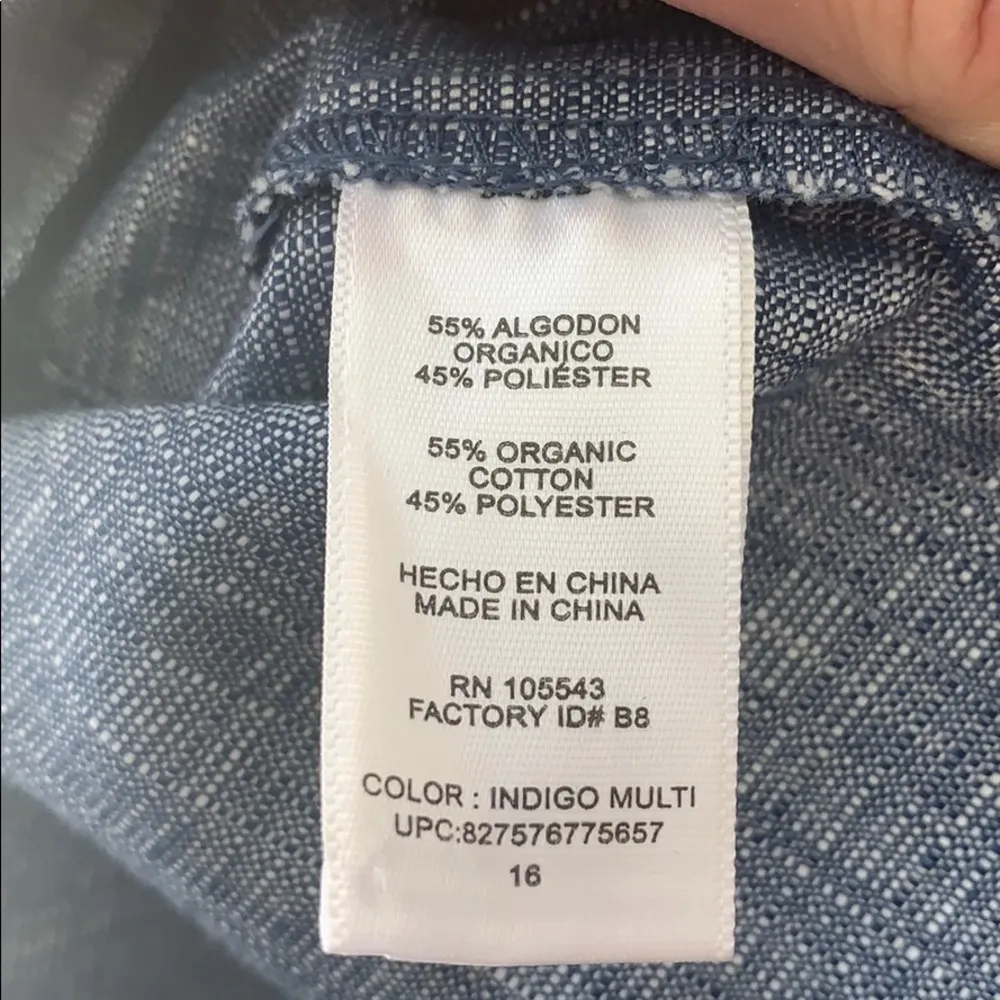 55% ALGODON
ORGANICO
45% POLIÉSTER
55% ORGANIC
COTTON
45% POLYESTER
HECHO EN CHINA
MADE IN CHINA
RN 105543
FACTORY ID# B8
COLOR : INDIGO MULTI
UPC:827576775657
16